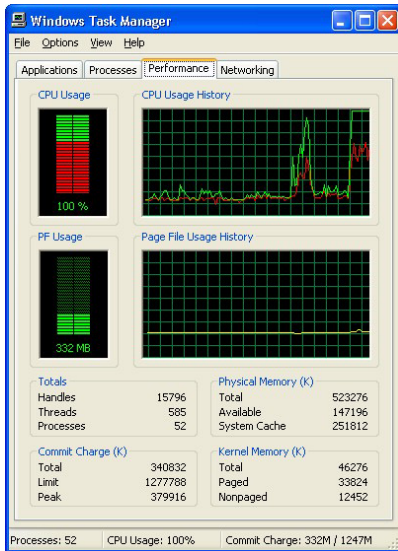 Windows Task Manager
File Options View Help
Applications Processes Performance Networking
CPU Usage
CPU Usage History
100 %
PF Usage
Page File Usage History
332 MB
Totals
Handles 15796
Threads 585
Processes 52
Physical Memory (K)
Total 523276
Available 147196
System Cache 251812
Commit Charge (K)
Total 340832
Limit 1277788
Peak 379916
Kernel Memory (K)
Total 46276
Paged 33824
Nonpaged 12452
Processes: 52 CPU Usage: 100% Commit Charge: 332M / 1247M